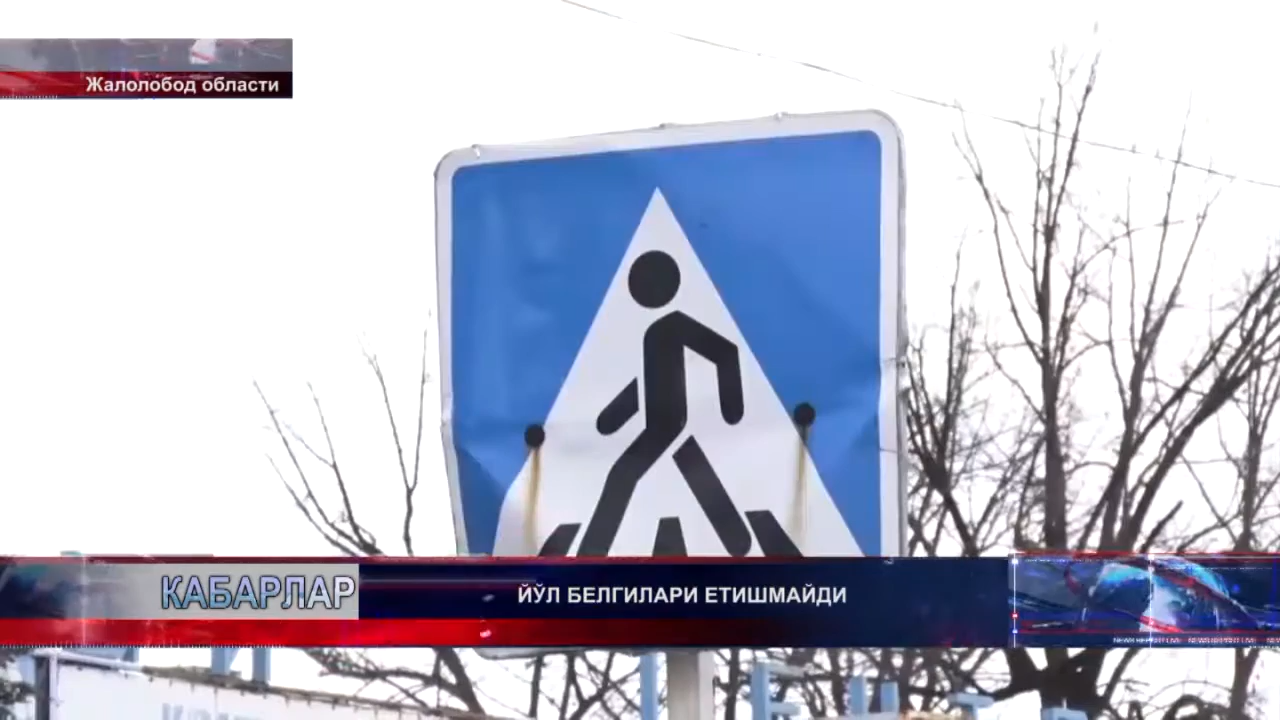 Жалолобод области
КАБАРЛАР
ЙЎЛ БЕЛГИЛАРИ ЕТИШМАЙДИ